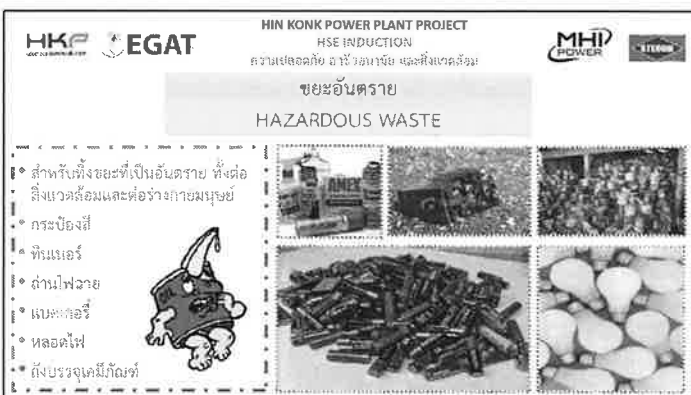 HKP
EGAT
HIN KONK POWER PLANT PROJECT
HSE INDUCTION
ความปลอดภัย อาชีวอนามัย และสิ่งแวดล้อม
MHI
POWER
ขยะอันตราย
HAZARDOUS WASTE
• สำหรับทิ้งขยะที่เป็นอันตราย ทั้งต่อ
สิ่งแวดล้อมและต่อร่างกายมนุษย์
• กระป๋องสี
• ทินเนอร์
• ถ่านไฟฉาย
• แบตเตอรี่
• หลอดไฟ
• ถังบรรจุเคมีภัณฑ์